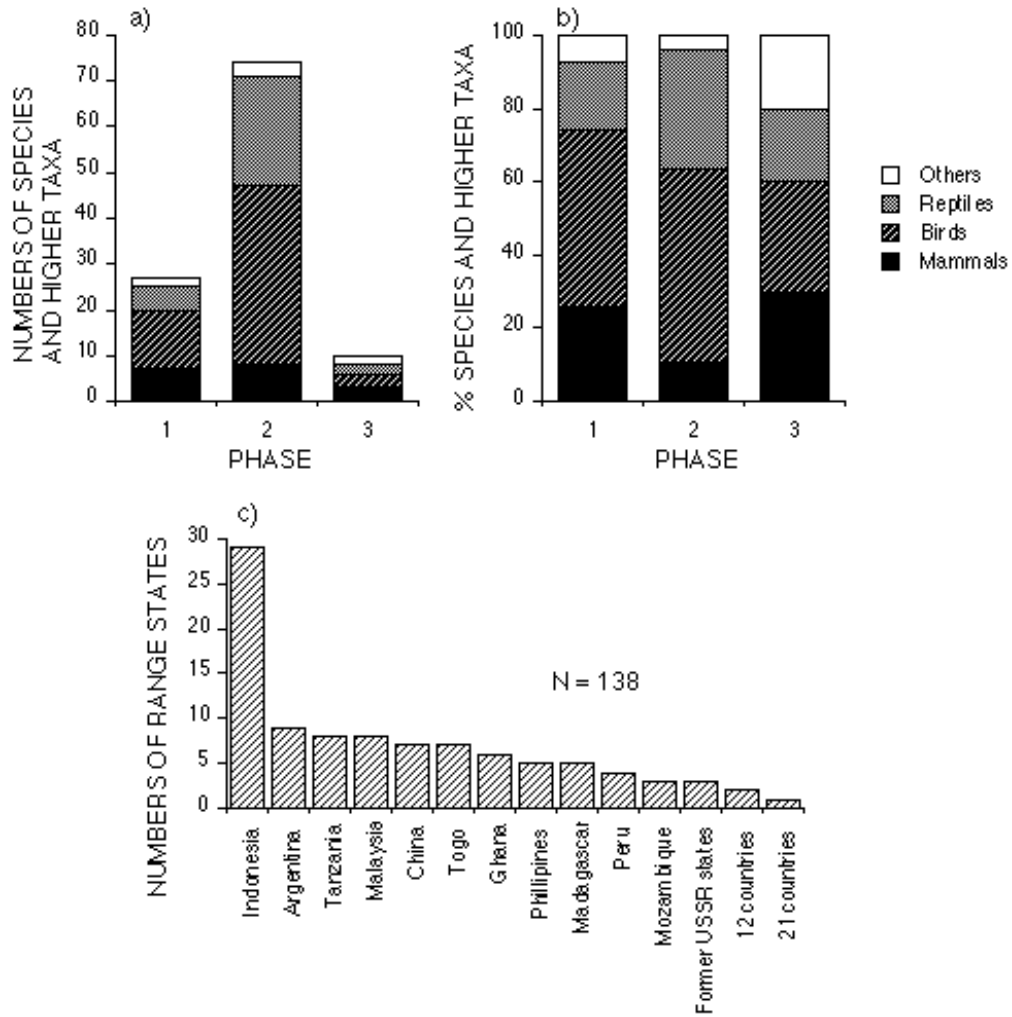 a)
NUMBERS OF SPECIES
AND HIGHER TAXA
80
70
60
50
40
30
20
10
0
1 2 3
PHASE
b)
% SPECIES AND HIGHER TAXA
100
80
60
40
20
0
1 2 3
PHASE
Others
Reptiles
Birds
Mammals
c)
NUMBERS OF RANGE STATES
30
25
20
15
10
5
0
N = 138
Indonesia
Argentina
Tanzania
Malaysia
China
Togo
Ghana
Phillipines
Madagascar
Peru
Mozambique
Former USSR states
12 countries
21 countries